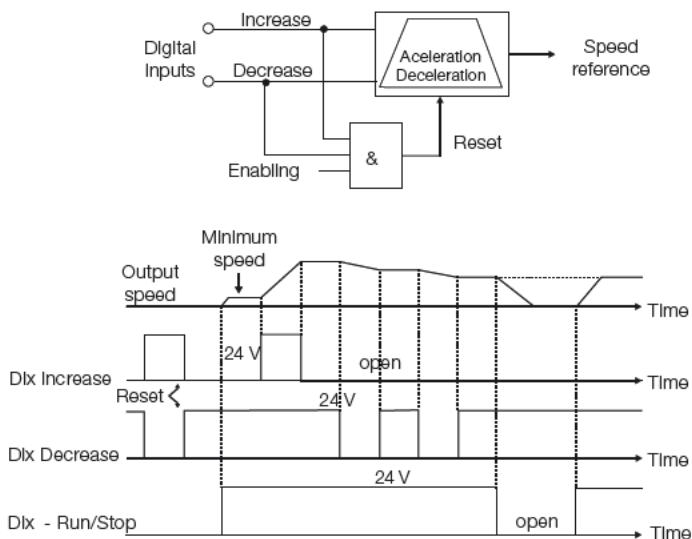 Increase
Digital
Inputs
Decrease
Aceleration
Deceleration
Speed
reference
&
Reset
Enabling
Minimum
speed
Output
speed
Time
24 V
open
DIx Increase
Time
Reset
24 V
DIx Decrease
Time
24 V
open
DIx - Run/Stop
Time